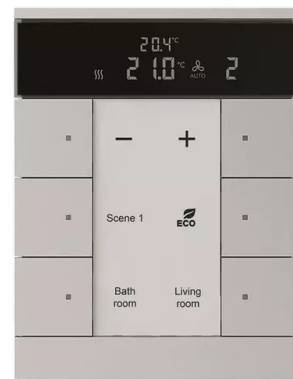 20.4°C
21.0°C AUTO 2
− +
Scene 1 ECO
Bath room
Living room